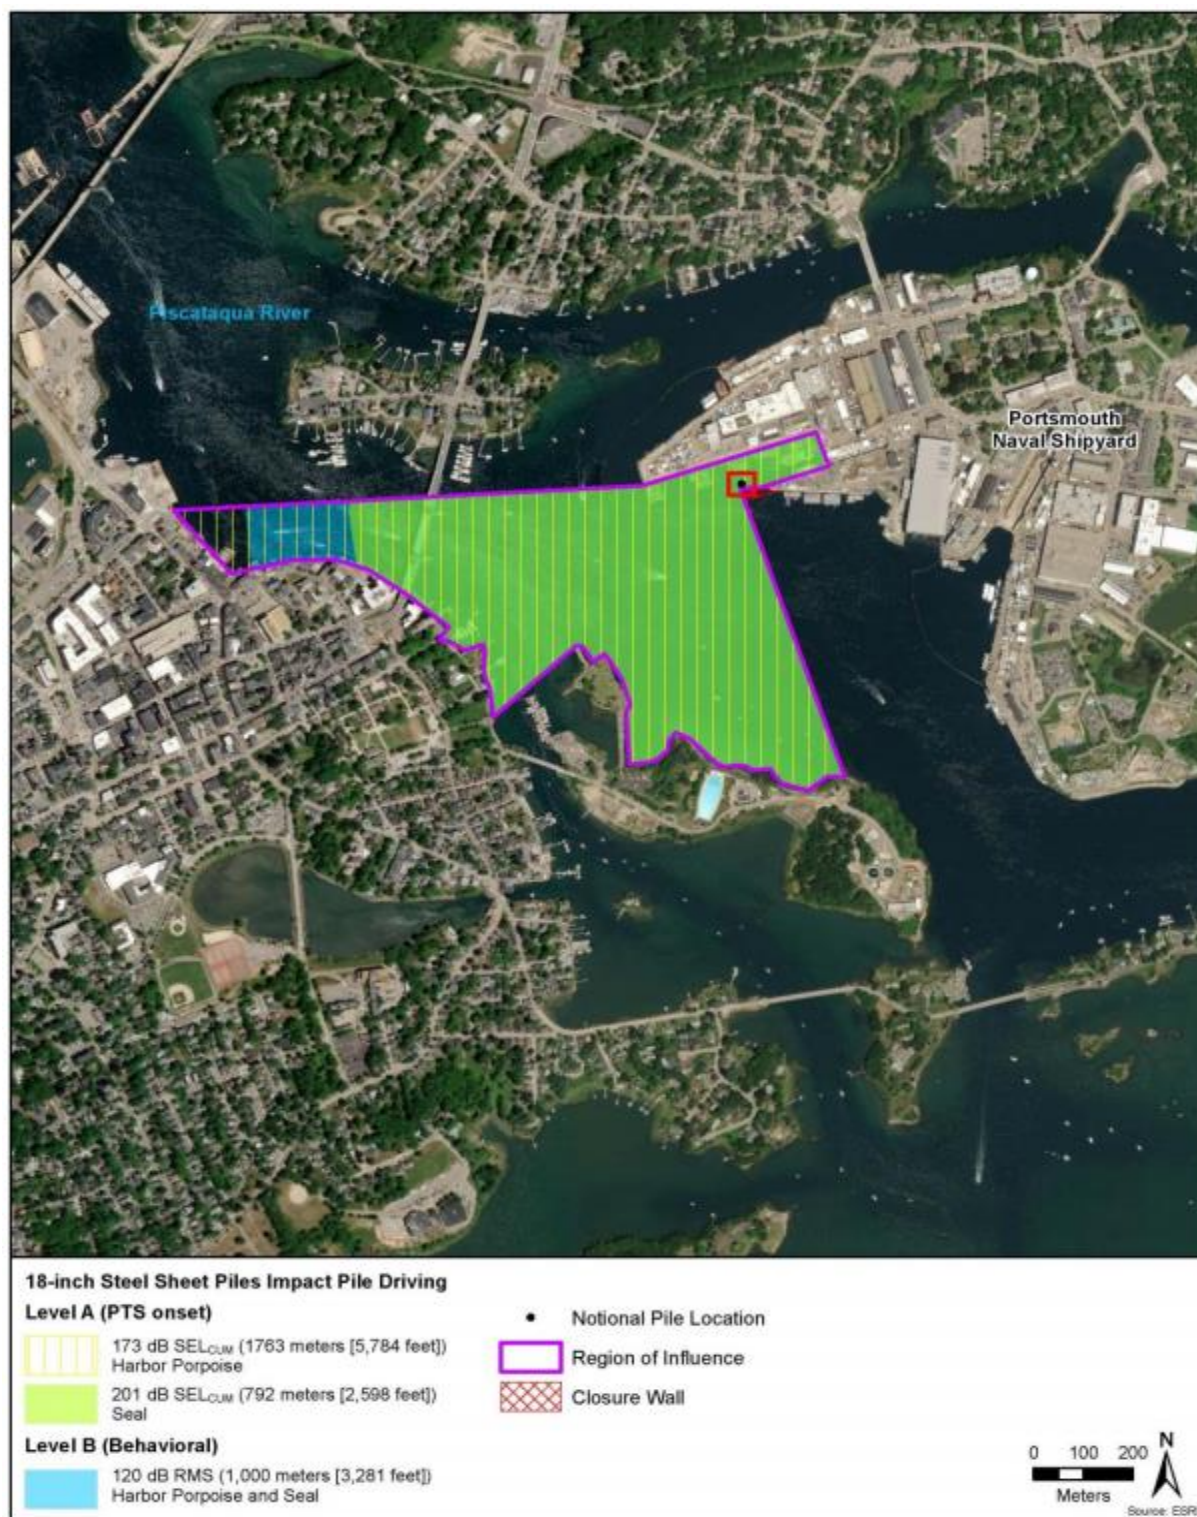 Piscataqua River
Portsmouth
Naval Shipyard
18-inch Steel Sheet Piles Impact Pile Driving
Level A (PTS onset)
173 dB SELCUM (1763 meters [5,784 feet])
Harbor Porpoise
201 dB SELCUM (792 meters [2,598 feet])
Seal
Level B (Behavioral)
120 dB RMS (1,000 meters [3,281 feet])
Harbor Porpoise and Seal
Notional Pile Location
Region of Influence
Closure Wall
0 100 200
Meters
N
Source: ESRI